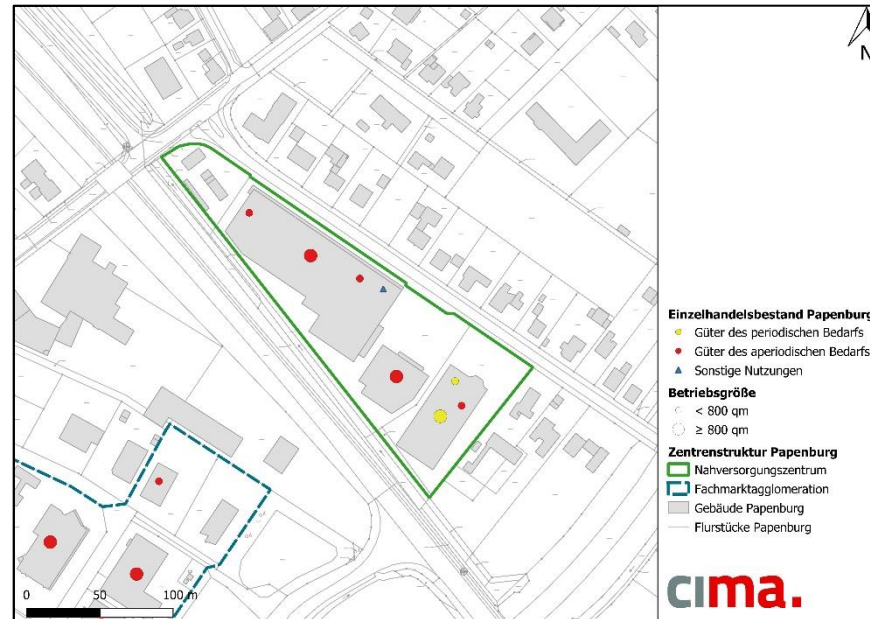 N
Einzelhandelsbestand Papenburg
Güter des periodischen Bedarfs
Güter des aperiodischen Bedarfs
Sonstige Nutzungen
Betriebsgröße
< 800 qm
≥ 800 qm
Zentrenstruktur Papenburg
Nahversorgungszentrum
Fachmarktagglomeration
Gebäude Papenburg
Flurstücke Papenburg
0 50 100 m
cima.